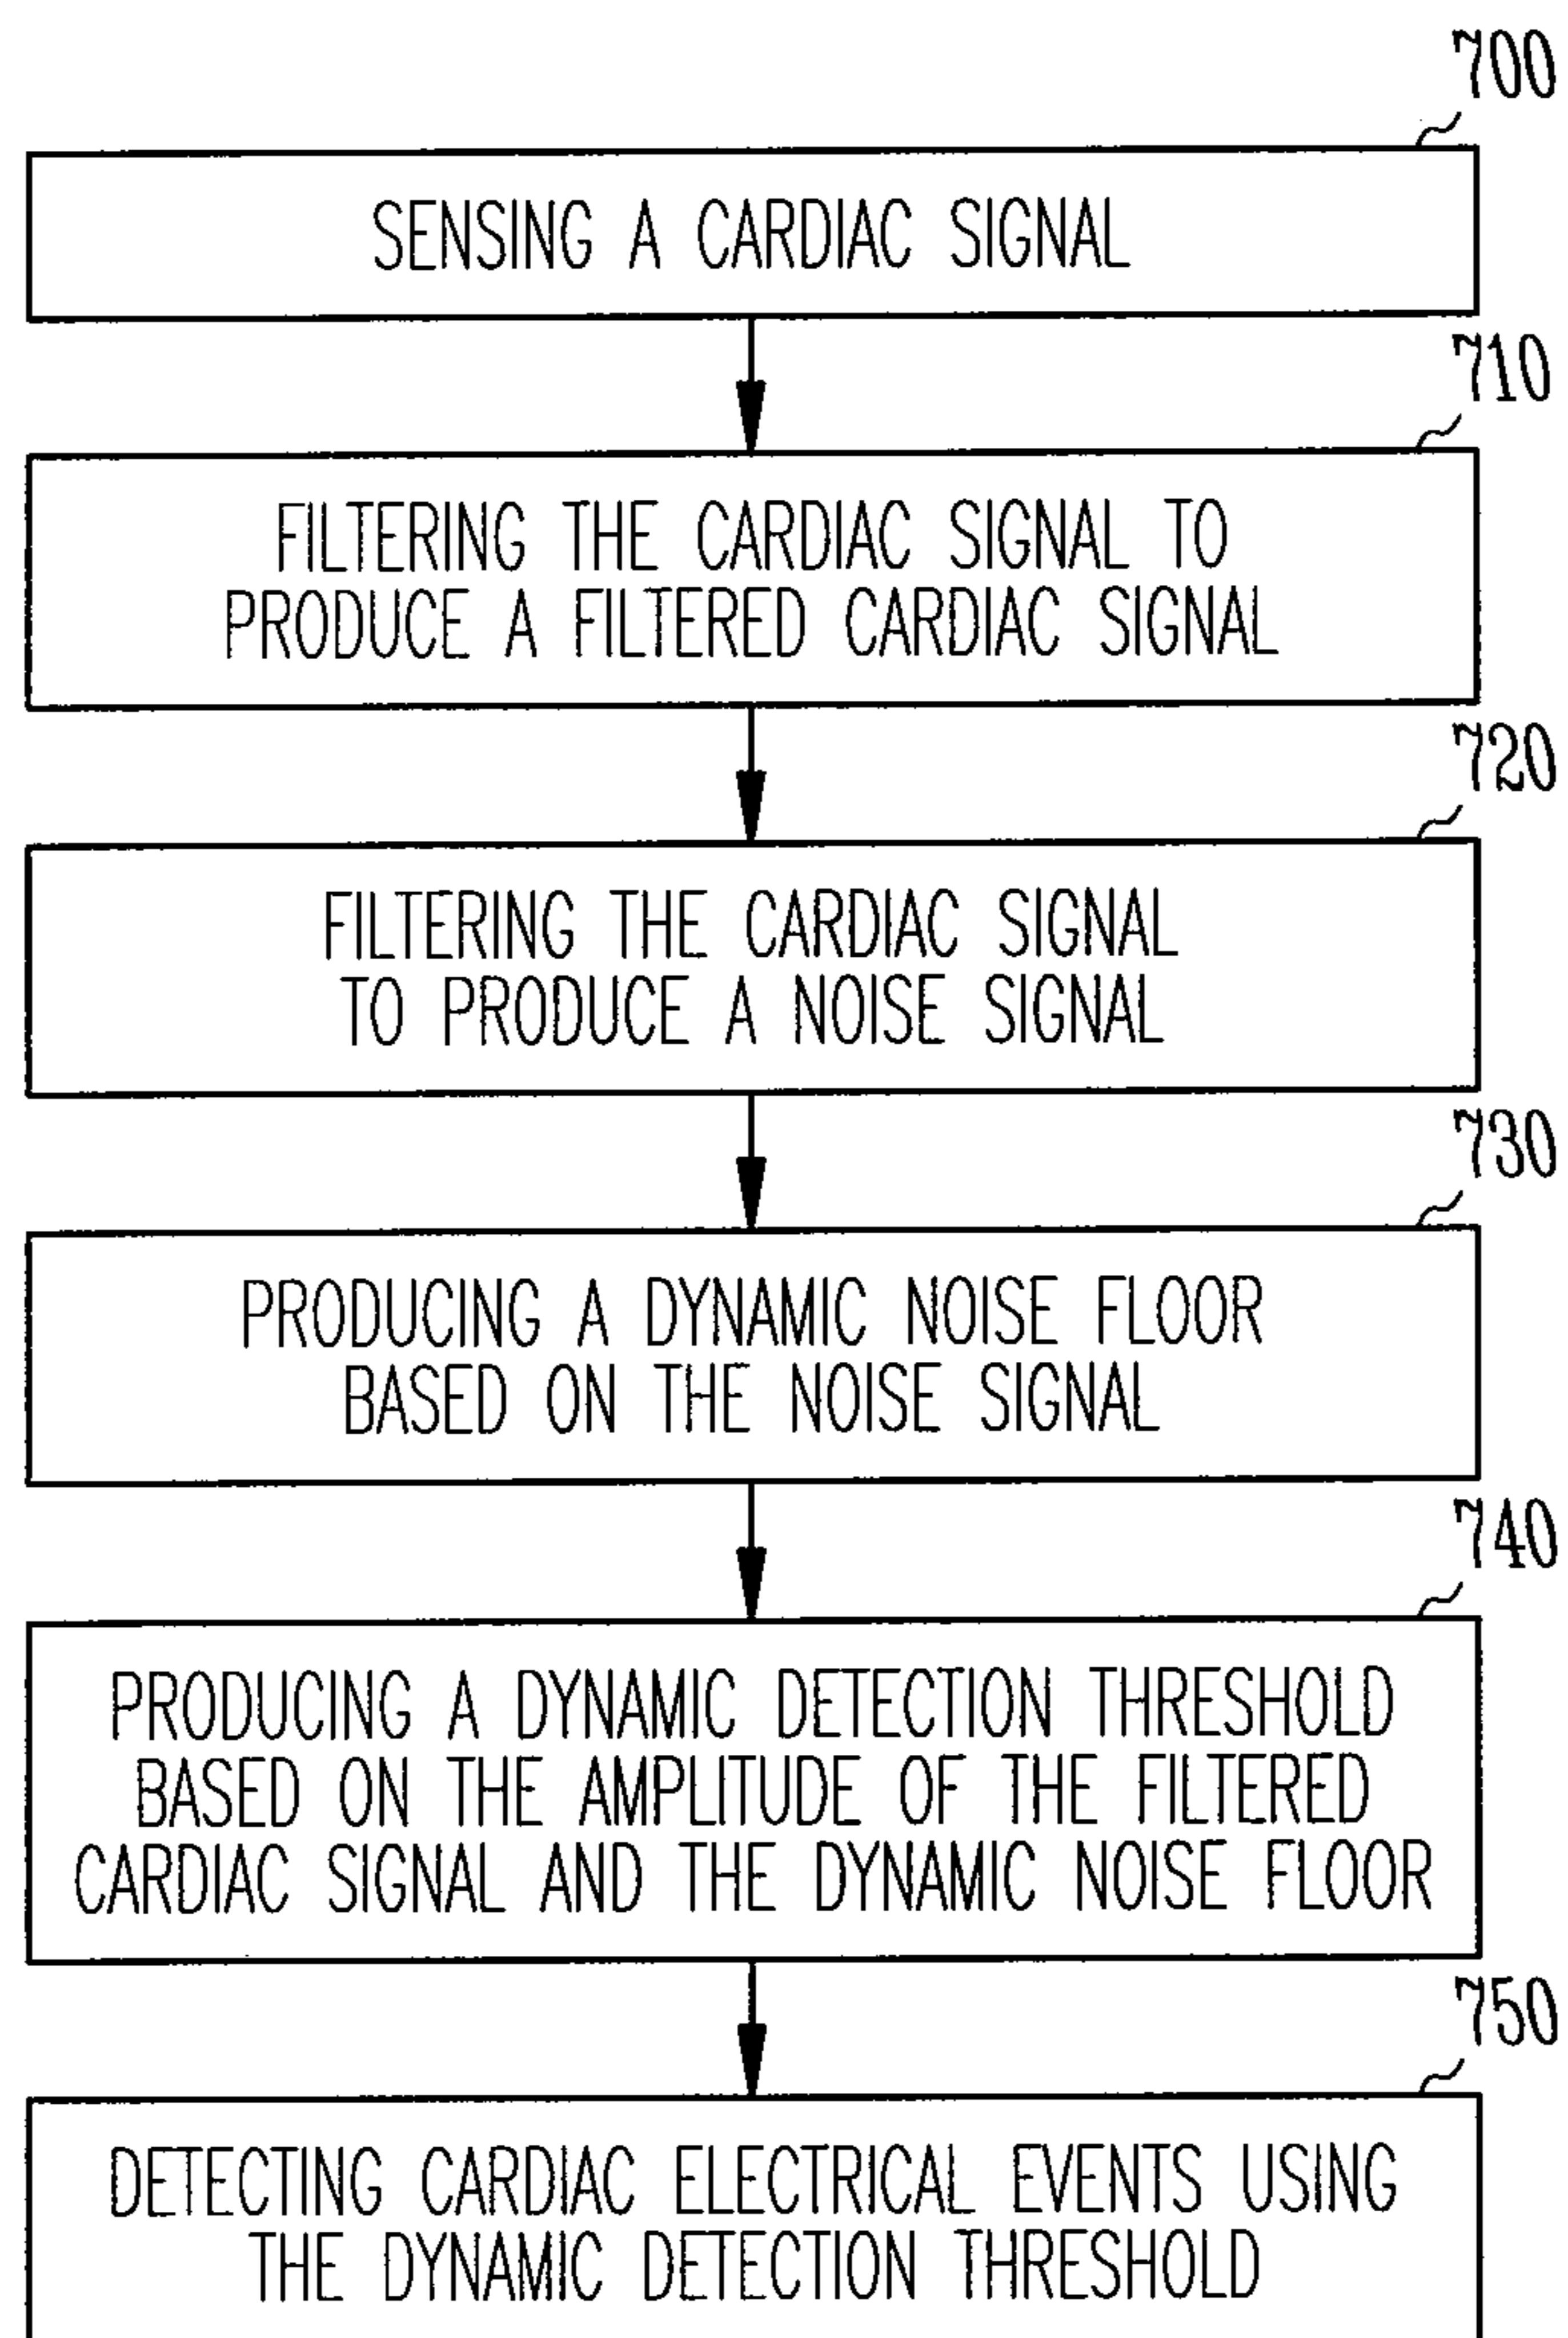 700
SENSING A CARDIAC SIGNAL
710
FILTERING THE CARDIAC SIGNAL TO
PRODUCE A FILTERED CARDIAC SIGNAL
720
FILTERING THE CARDIAC SIGNAL
TO PRODUCE A NOISE SIGNAL
730
PRODUCING A DYNAMIC NOISE FLOOR
BASED ON THE NOISE SIGNAL
740
PRODUCING A DYNAMIC DETECTION THRESHOLD
BASED ON THE AMPLITUDE OF THE FILTERED
CARDIAC SIGNAL AND THE DYNAMIC NOISE FLOOR
750
DETECTING CARDIAC ELECTRICAL EVENTS USING
THE DYNAMIC DETECTION THRESHOLD